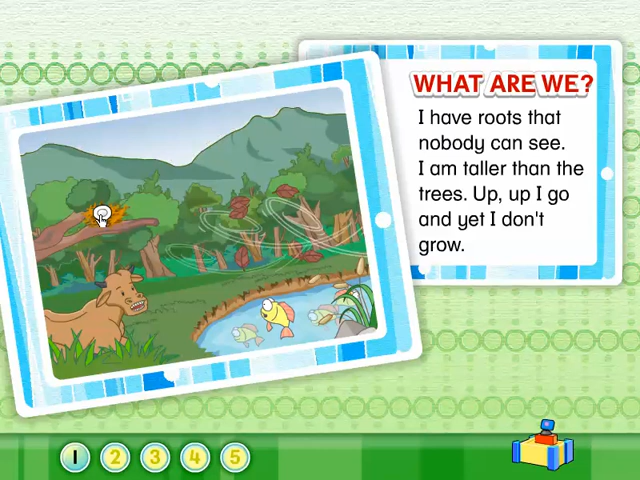 WHAT ARE WE?
I have roots that
nobody can see.
I am taller than the
trees. Up, up I go
and yet I don't
grow.
1 2 3 4 5